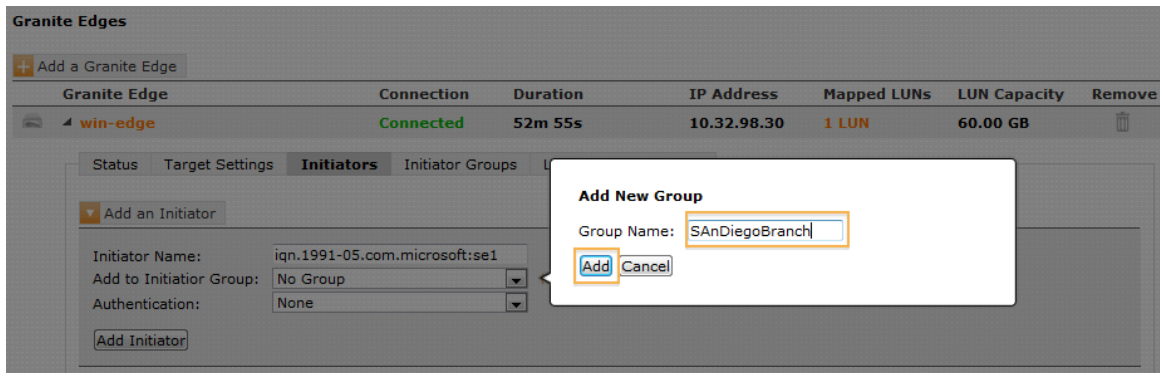 Granite Edges
Add a Granite Edge
Granite Edge Connection Duration IP Address Mapped LUNs LUN Capacity Remove
win-edge Connected 52m 55s 10.32.98.30 1 LUN 60.00 GB
Status Target Settings Initiators Initiator Groups L
Add an Initiator
Initiator Name: iqn.1991-05.com.microsoft:se1
Add to Initiatior Group: No Group
Authentication: None
Add Initiator
Add New Group
Group Name: SAnDiegoBranch
Add Cancel